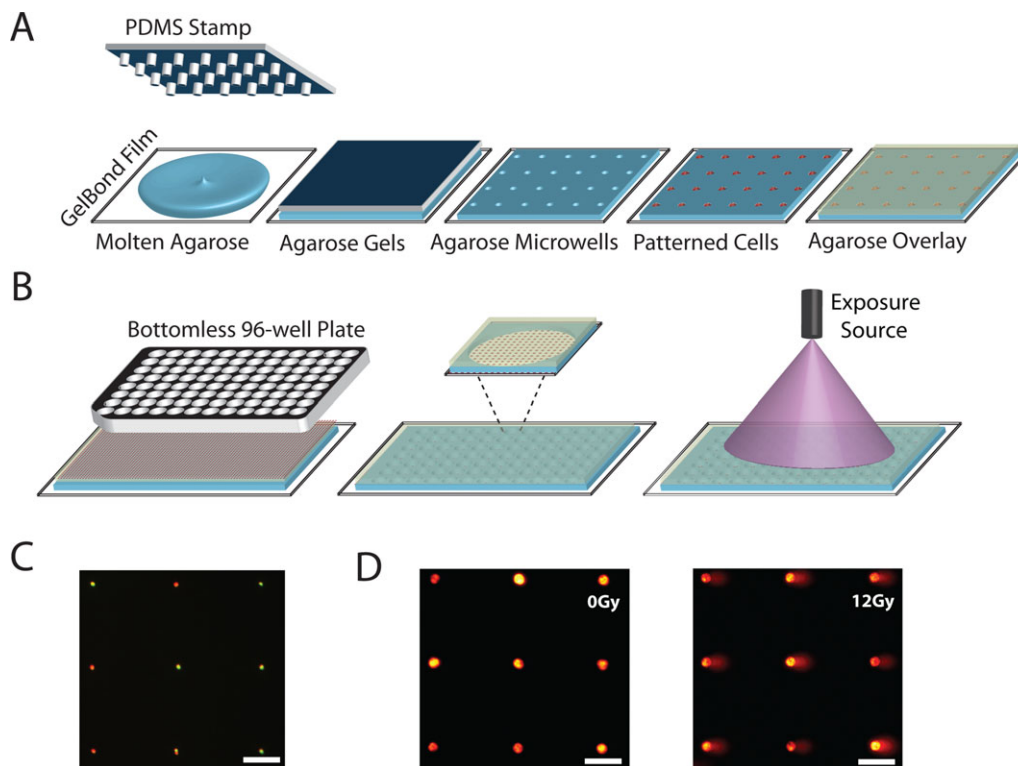 A
PDMS Stamp
GelBond Film
Molten Agarose
Agarose Gels
Agarose Microwells
Patterned Cells
Agarose Overlay
B
Bottomless 96-well Plate
Exposure
Source
C
D
0Gy
12Gy